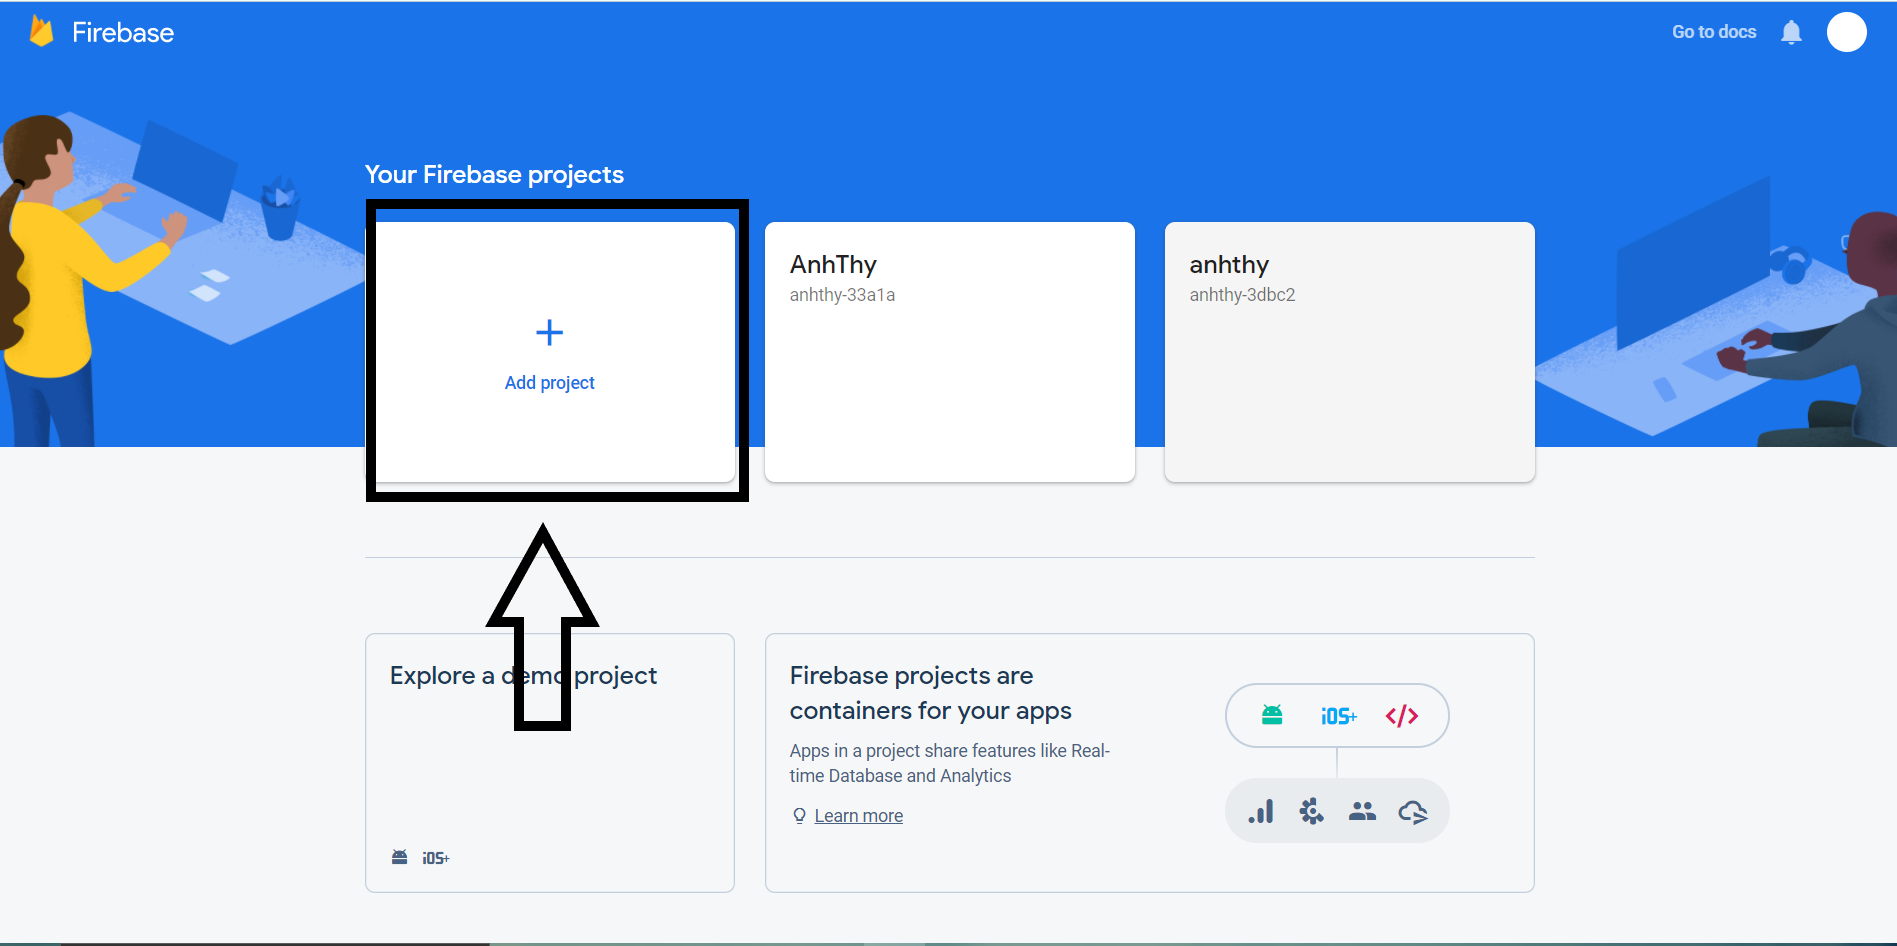 Firebase
Go to docs
Your Firebase projects
Add project
AnhThy
anhthy-33a1a
anhthy
anhthy-3dbc2
Explore a demo project
iOS+
Firebase projects are
containers for your apps
Apps in a project share features like Real-
time Database and Analytics
Learn more
iOS+